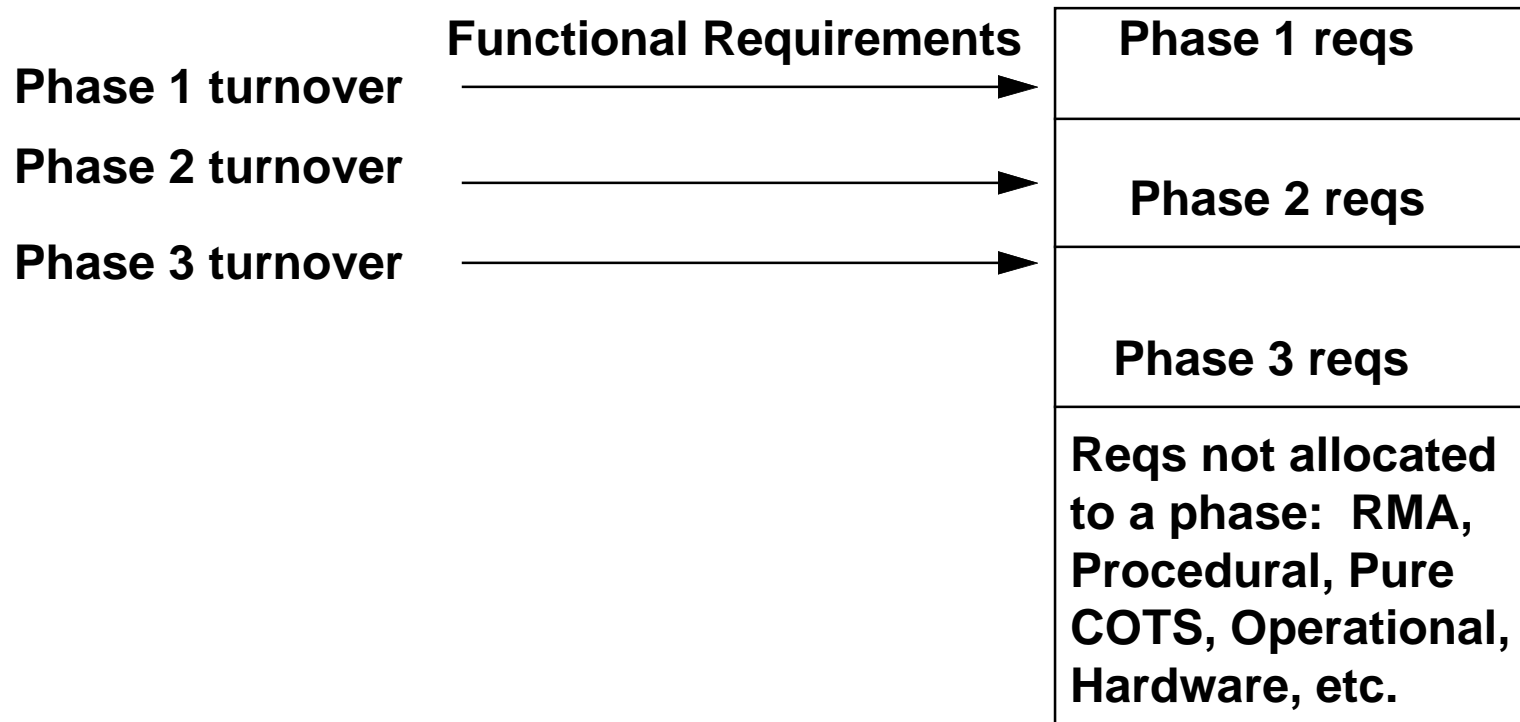 Functional Requirements
Phase 1 turnover
Phase 2 turnover
Phase 3 turnover
Phase 1 reqs
Phase 2 reqs
Phase 3 reqs
Reqs not allocated
to a phase: RMA,
Procedural, Pure
COTS, Operational,
Hardware, etc.